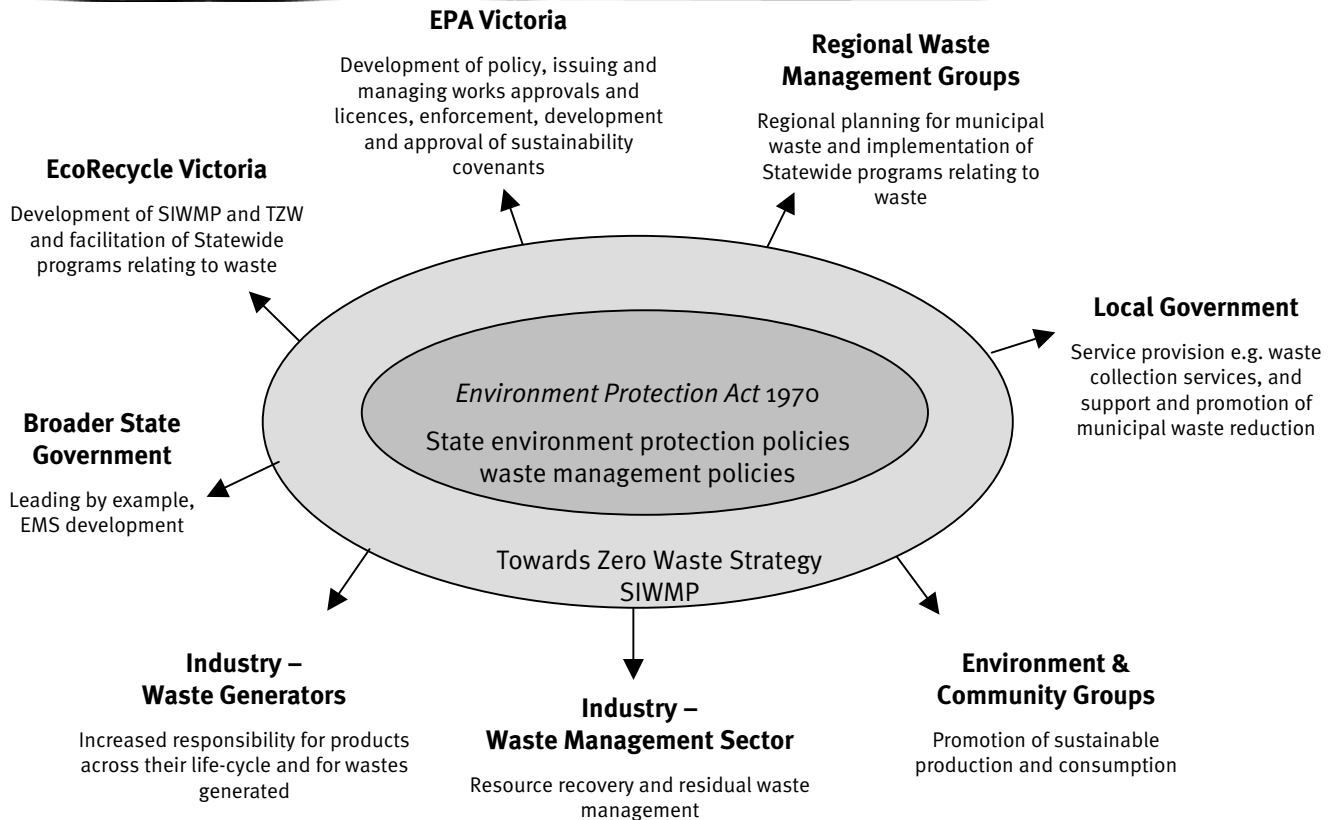 EPA Victoria
Development of policy, issuing and
managing works approvals and
licences, enforcement, development
and approval of sustainability
covenants
Regional Waste
Management Groups
Regional planning for municipal
waste and implementation of
Statewide programs relating to
waste
EcoRecycle Victoria
Development of SIWMP and TZW
and facilitation of Statewide
programs relating to waste
Local Government
Service provision e.g. waste
collection services, and
support and promotion of
municipal waste reduction
Environment Protection Act 1970
State environment protection policies
waste management policies
Broader State
Government
Leading by example,
EMS development
Towards Zero Waste Strategy
SIWMP
Industry –
Waste Generators
Increased responsibility for products
across their life-cycle and for wastes
generated
Industry –
Waste Management Sector
Resource recovery and residual waste
management
Environment &
Community Groups
Promotion of sustainable
production and consumption